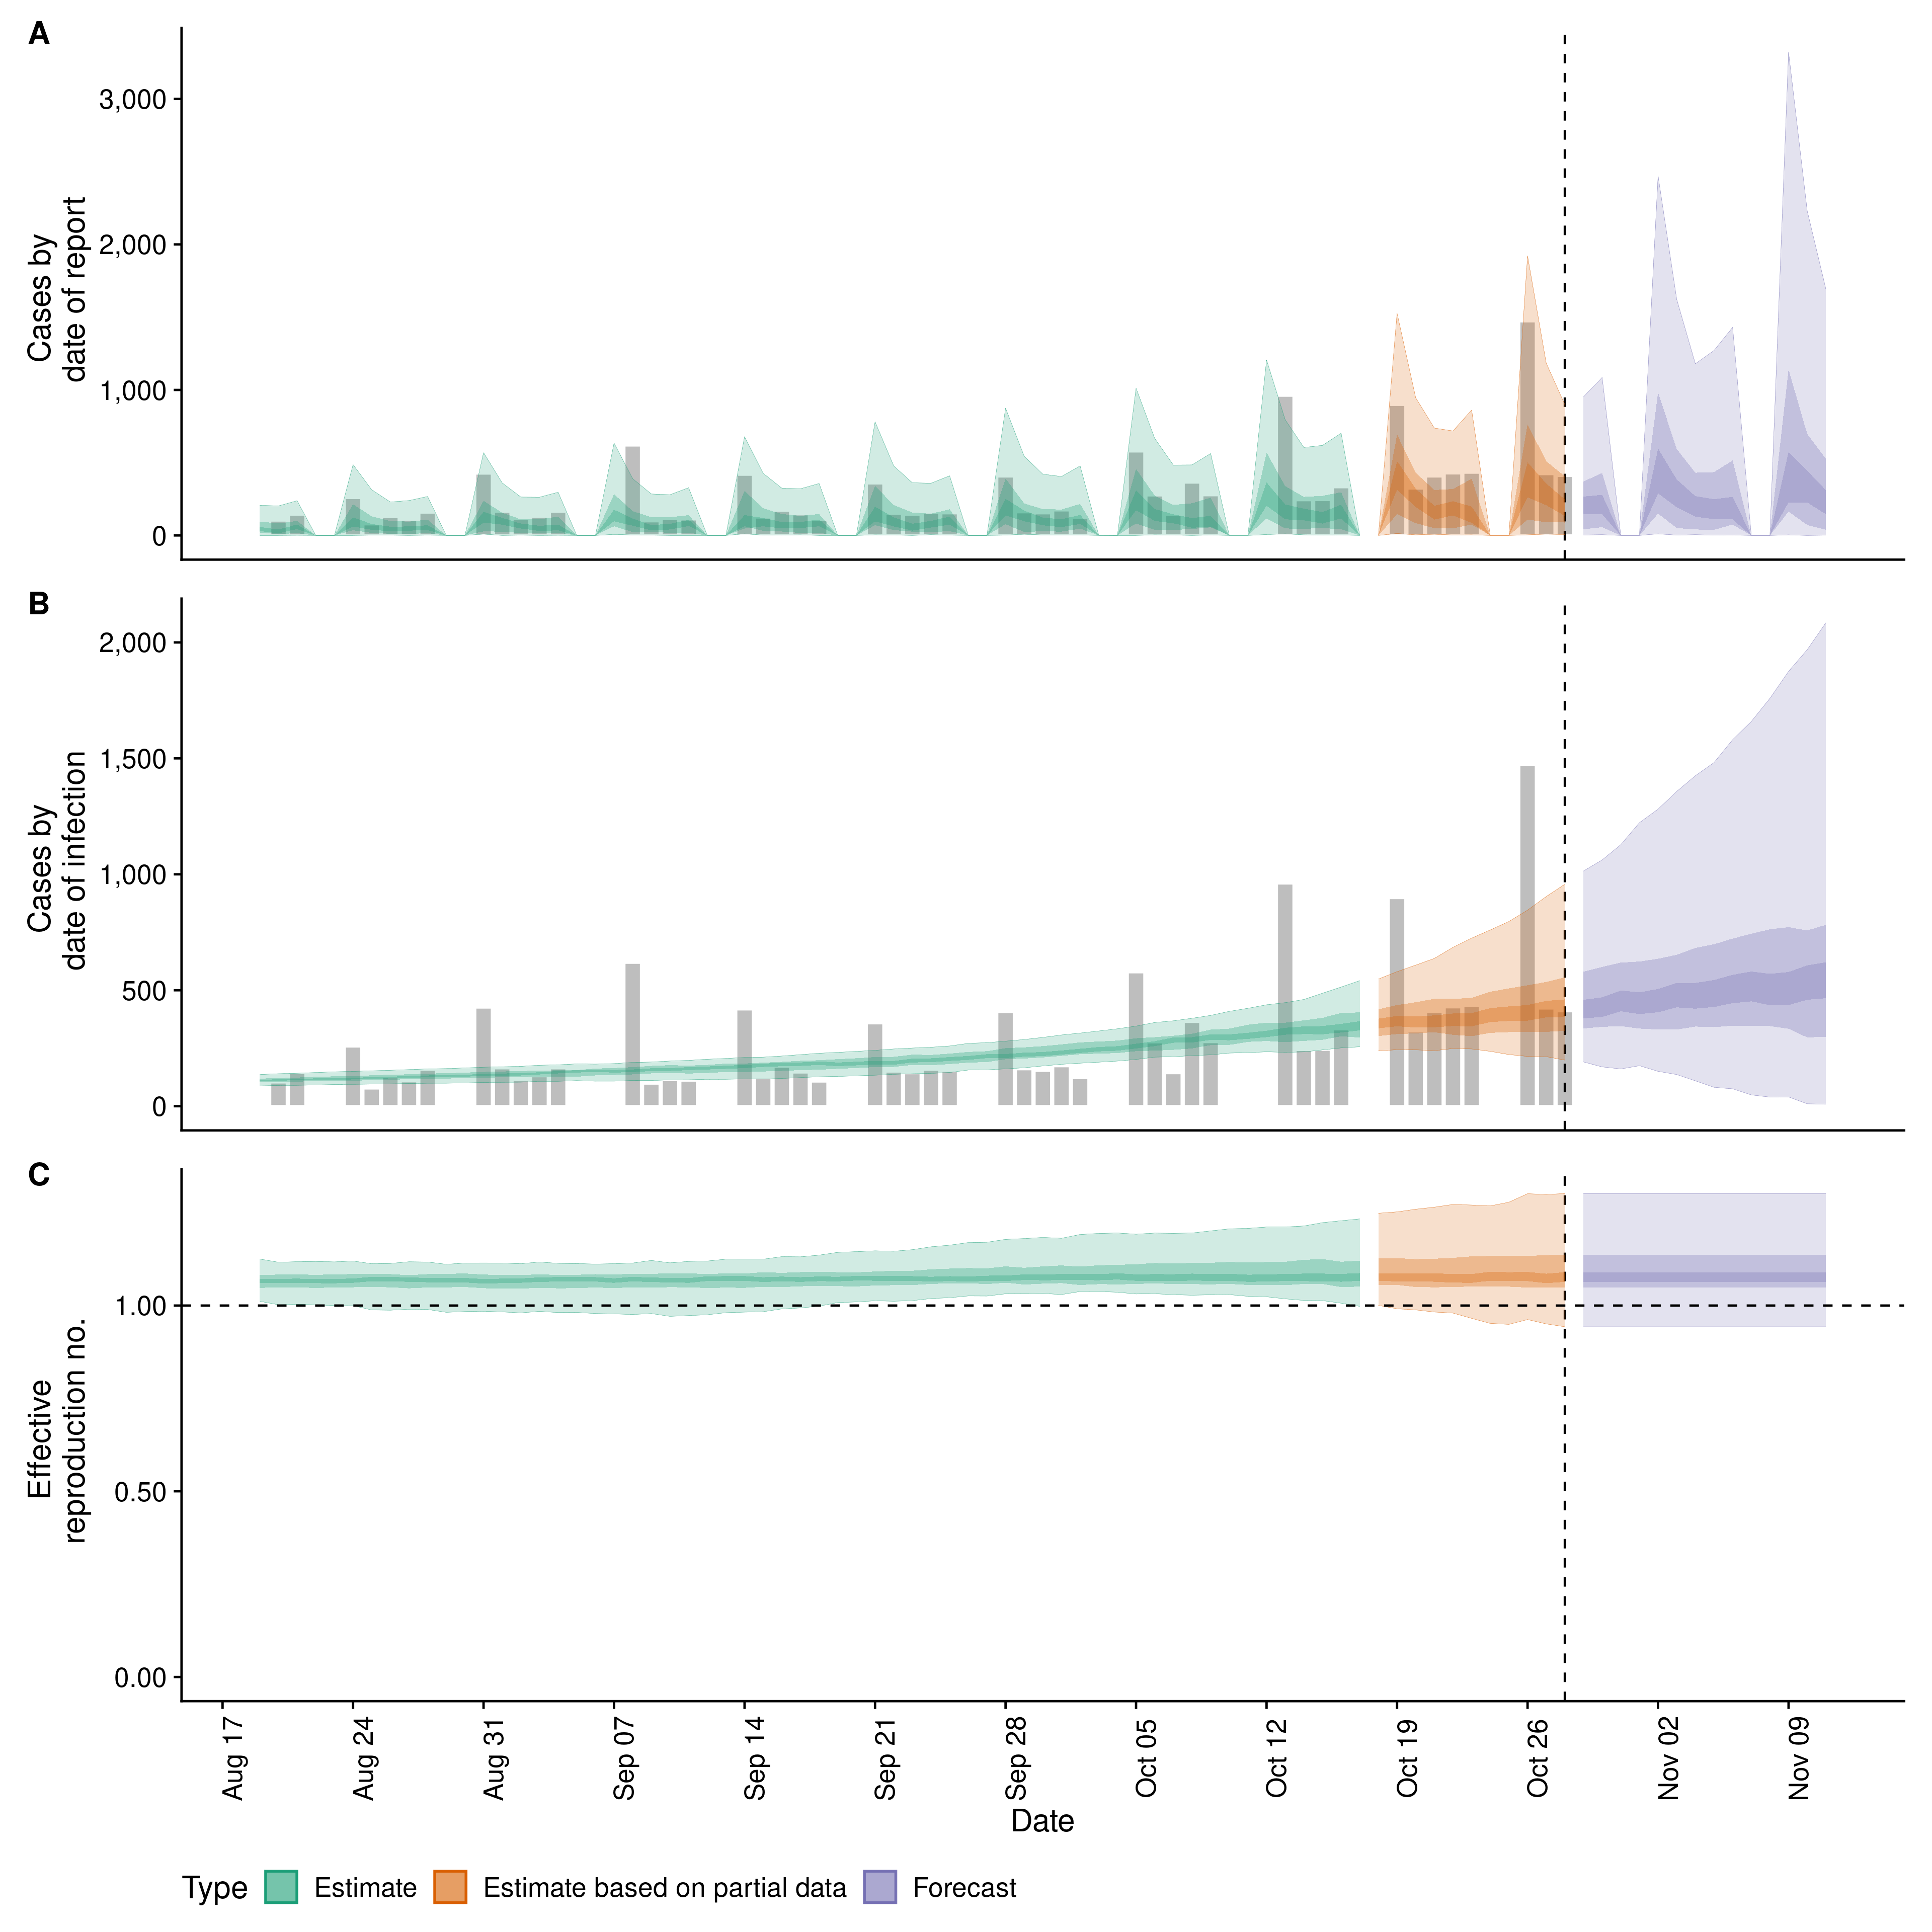 A
Cases by
date of report
3,000
2,000
1,000
0
B
Cases by
date of infection
2,000
1,500
1,000
500
0
C
Effective
reproduction no.
1.00
0.50
0.00
Aug 17
Aug 24
Aug 31
Sep 07
Sep 14
Sep 21
Sep 28
Oct 05
Oct 12
Oct 19
Oct 26
Nov 02
Nov 09
Date
Type Estimate Estimate based on partial data Forecast